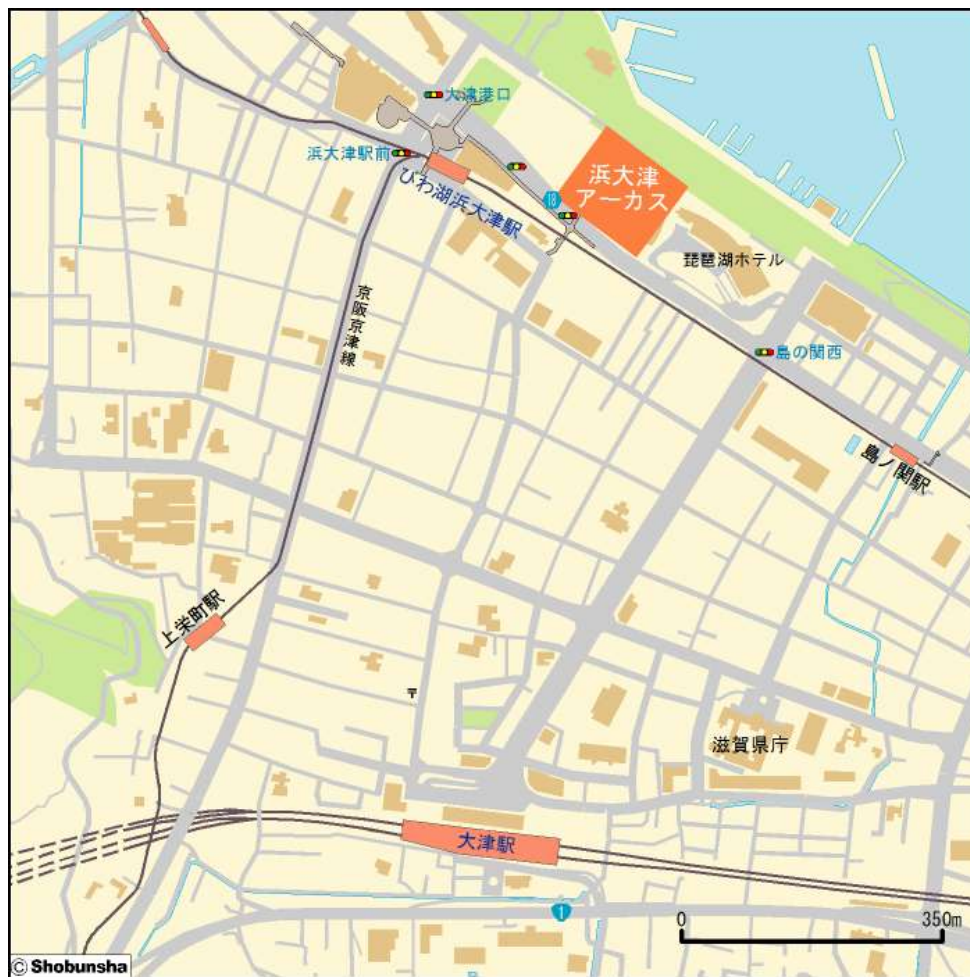 大津港口
浜大津駅前
びわ湖浜大津駅
18
浜大津
アーカス
琵琶湖ホテル
京阪京津線
島の関西
島ノ関駅
上栄町駅
〒
滋賀県庁
大津駅
1
0
350m
© Shobunsha